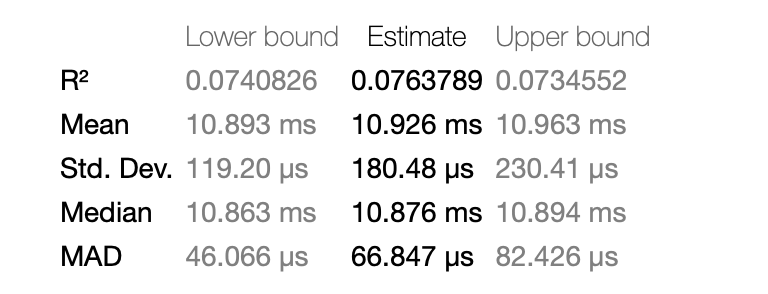 Lower bound Estimate Upper bound
R² 0.0740826 0.0763789 0.0734552
Mean 10.893 ms 10.926 ms 10.963 ms
Std. Dev. 119.20 µs 180.48 µs 230.41 µs
Median 10.863 ms 10.876 ms 10.894 ms
MAD 46.066 µs 66.847 µs 82.426 µs